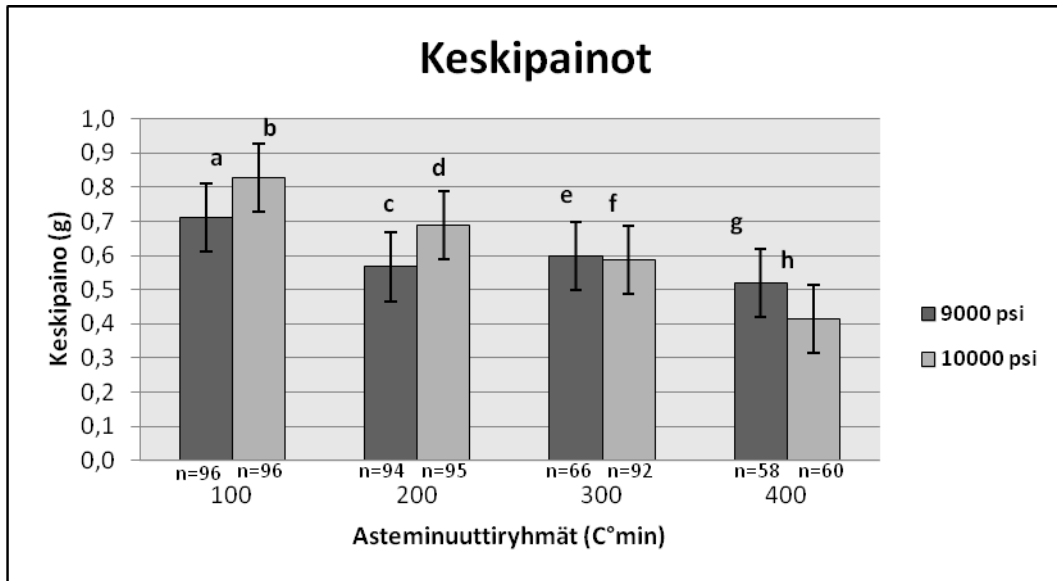 Keskipainot
Keskipaino (g)
1,0
0,9
0,8
0,7
0,6
0,5
0,4
0,3
0,2
0,1
0,0
a b c d e f g h
n=96 n=96 n=94 n=95 n=66 n=92 n=58 n=60
100 200 300 400
Asteminuuttiryhmät (C°min)
9000 psi
10000 psi